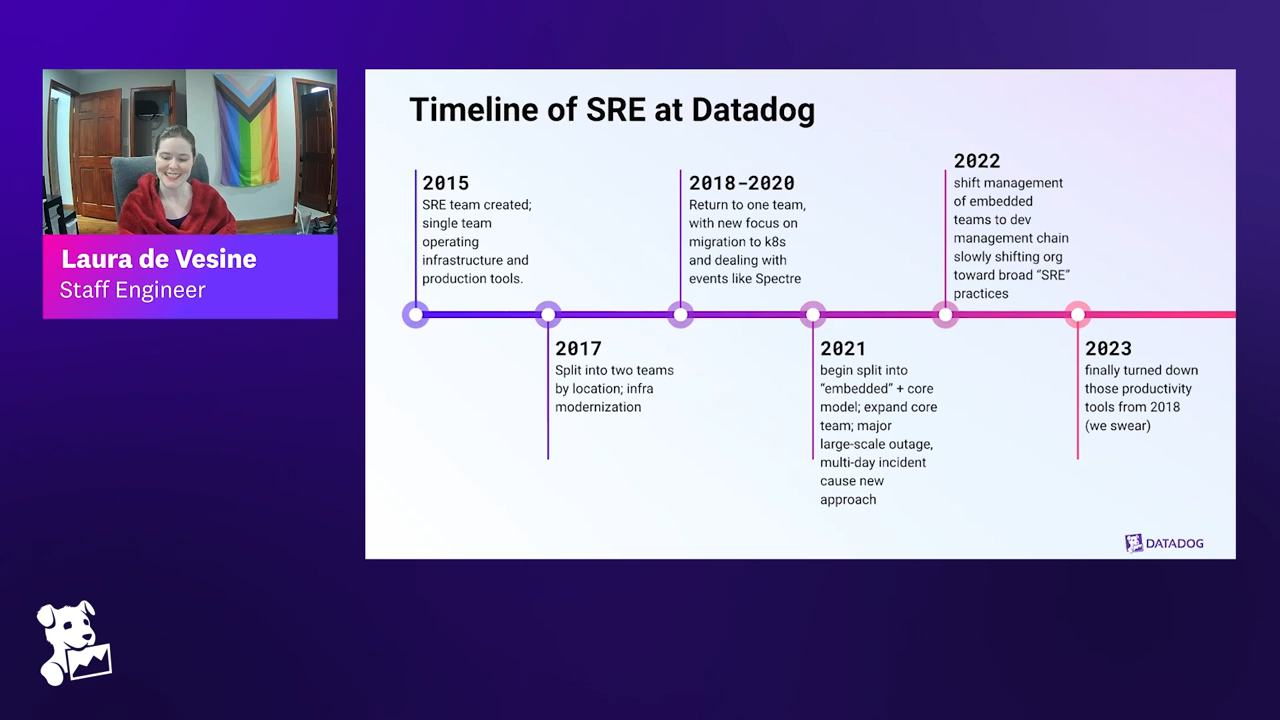 Laura de Vesine
Staff Engineer
Timeline of SRE at Datadog
2015
SRE team created;
single team
operating
infrastructure and
production tools.
2017
Split into two teams
by location; infra
modernization
2018-2020
Return to one team,
with new focus on
migration to k8s
and dealing with
events like Spectre
2021
begin split into
“embedded” + core
model; expand core
team; major
large-scale outage,
multi-day incident
cause new
approach
2022
shift management
of embedded
teams to dev
management chain
slowly shifting org
toward broad “SRE”
practices
2023
finally turned down
those productivity
tools from 2018
(we swear)
DATADOG